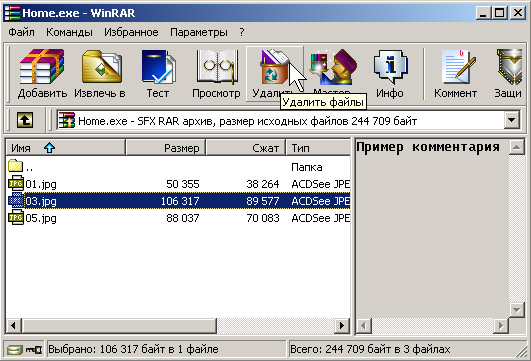 Home.exe - WinRAR
Файл Команды Избранное Параметры ?
Добавить Извлечь в Тест Просмотр Мастер Инфо Коммент Защи
Удалить файлы
Home.exe - SFX RAR архив, размер исходных файлов 244 709 байт
Имя Размер Сжат Тип
.. Папка
01.jpg 50 355 38 264 ACDSee JPE
03.jpg 106 317 89 577 ACDSee JPE
05.jpg 88 037 70 083 ACDSee JPE
Пример комментария
Выбрано: 106 317 байт в 1 файле
Всего: 244 709 байт в 3 файлах